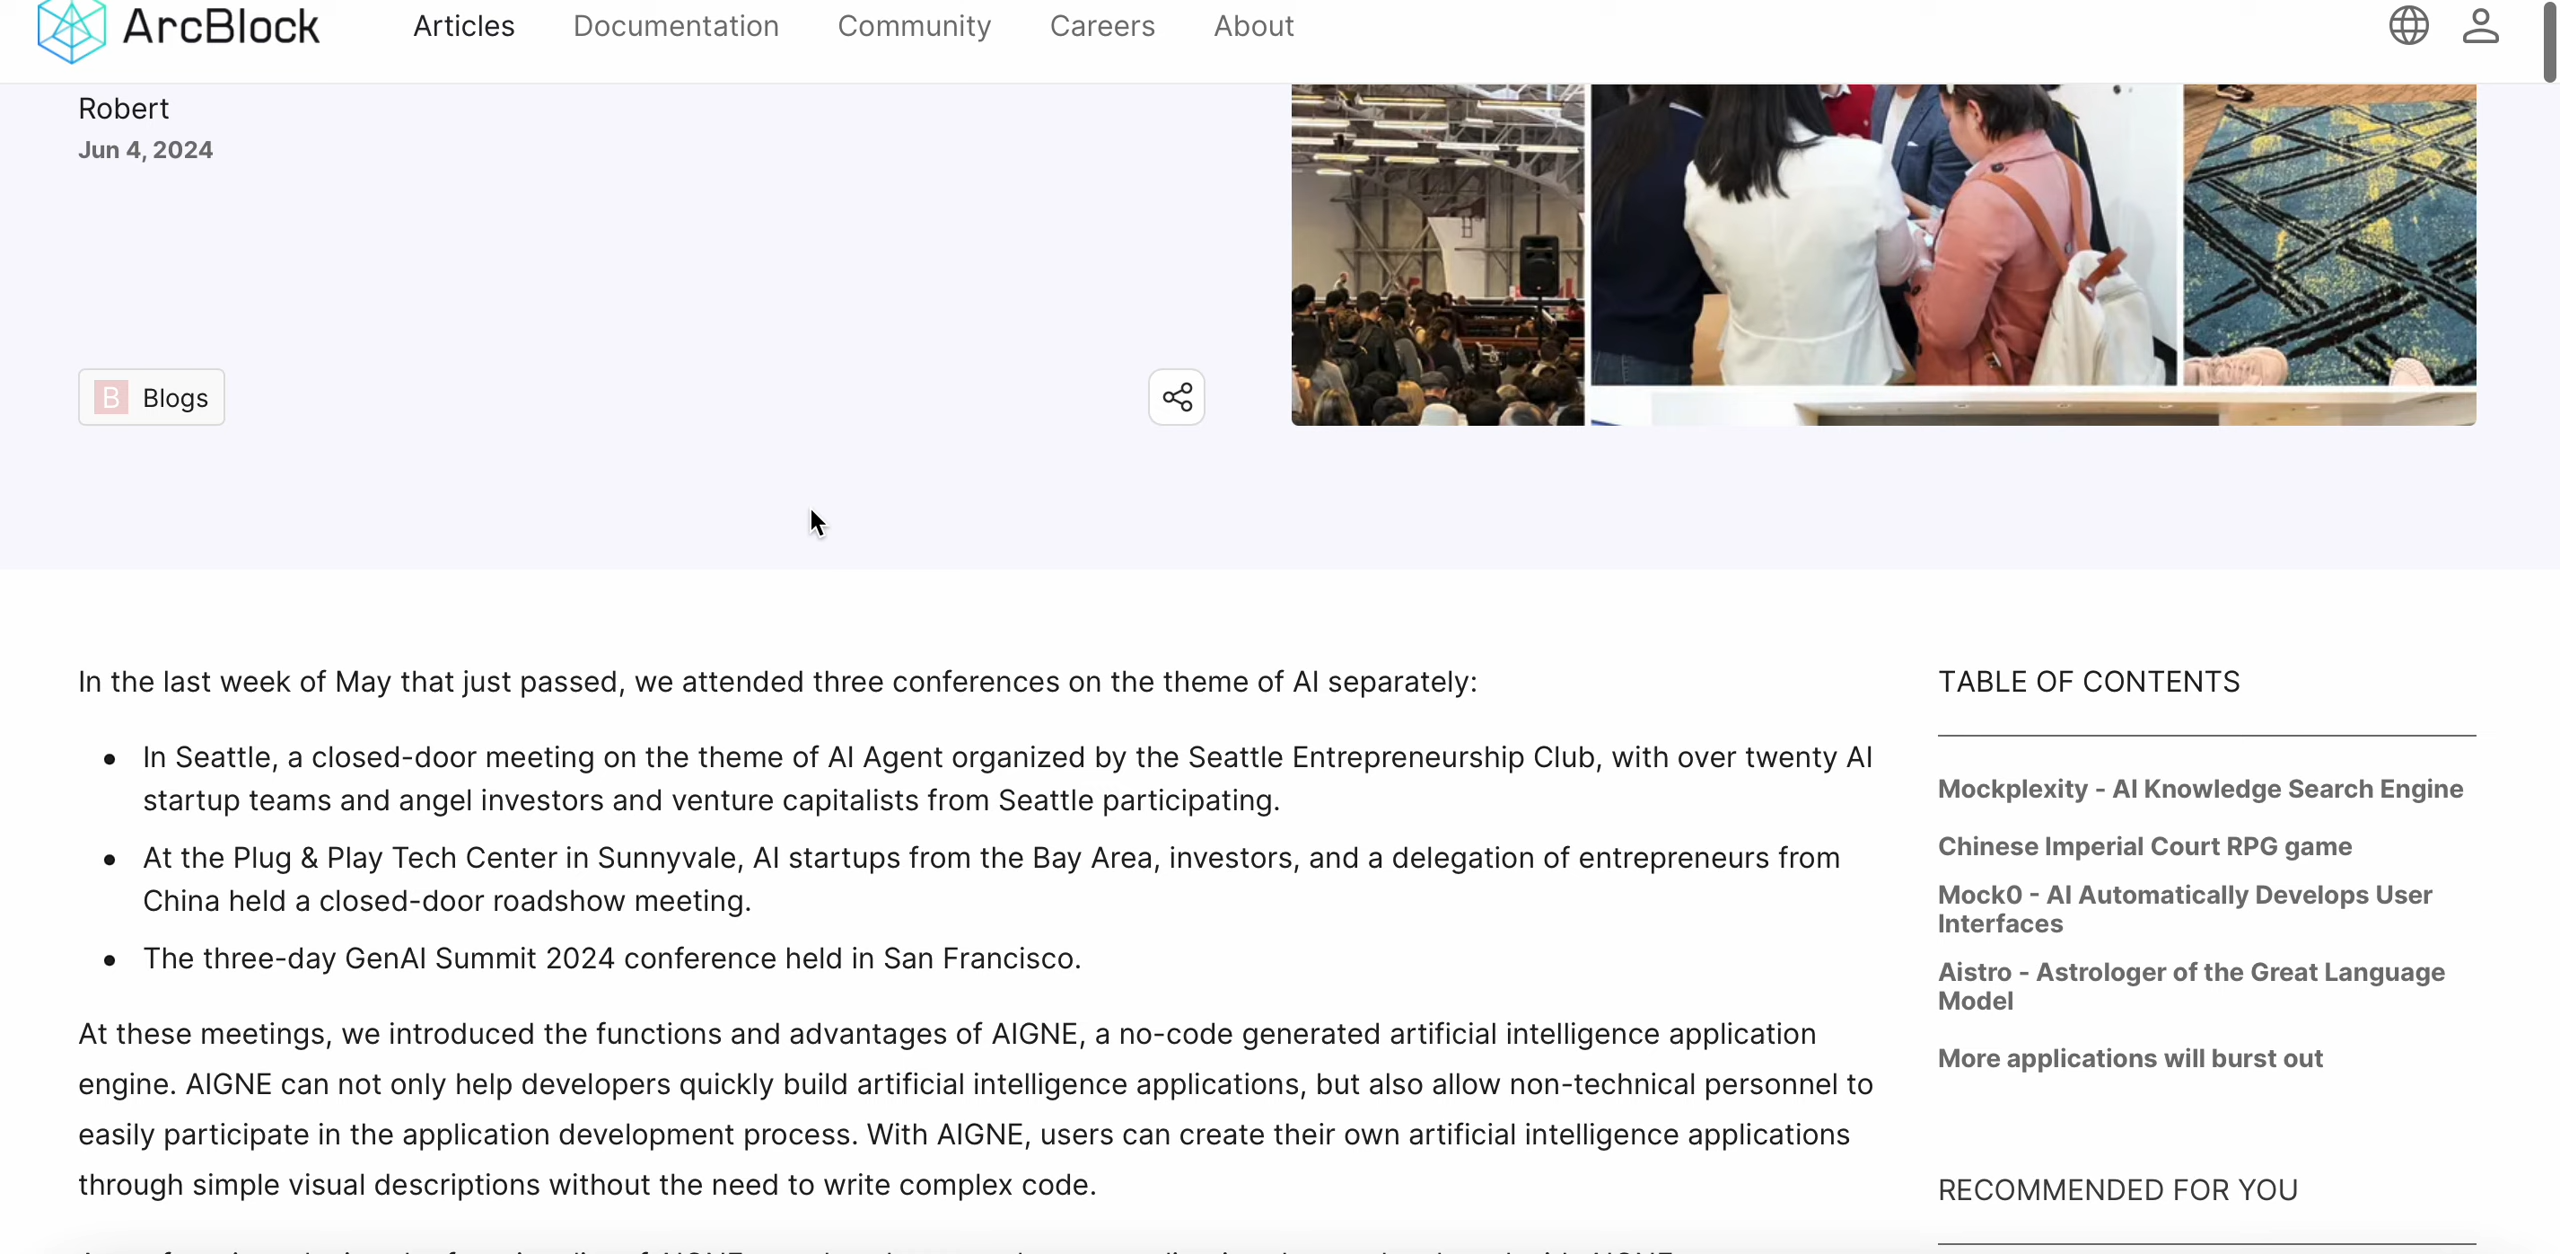 ArcBlock
Articles
Documentation
Community
Careers
About
Robert
Jun 4, 2024
B Blogs
In the last week of May that just passed, we attended three conferences on the theme of AI separately:
In Seattle, a closed-door meeting on the theme of AI Agent organized by the Seattle Entrepreneurship Club, with over twenty AI
startup teams and angel investors and venture capitalists from Seattle participating.
At the Plug & Play Tech Center in Sunnyvale, AI startups from the Bay Area, investors, and a delegation of entrepreneurs from
China held a closed-door roadshow meeting.
The three-day GenAI Summit 2024 conference held in San Francisco.
At these meetings, we introduced the functions and advantages of AIGNE, a no-code generated artificial intelligence application
engine. AIGNE can not only help developers quickly build artificial intelligence applications, but also allow non-technical personnel to
easily participate in the application development process. With AIGNE, users can create their own artificial intelligence applications
through simple visual descriptions without the need to write complex code.
TABLE OF CONTENTS
Mockplexity - AI Knowledge Search Engine
Chinese Imperial Court RPG game
Mock0 - AI Automatically Develops User
Interfaces
Aistro - Astrologer of the Great Language
Model
More applications will burst out
RECOMMENDED FOR YOU